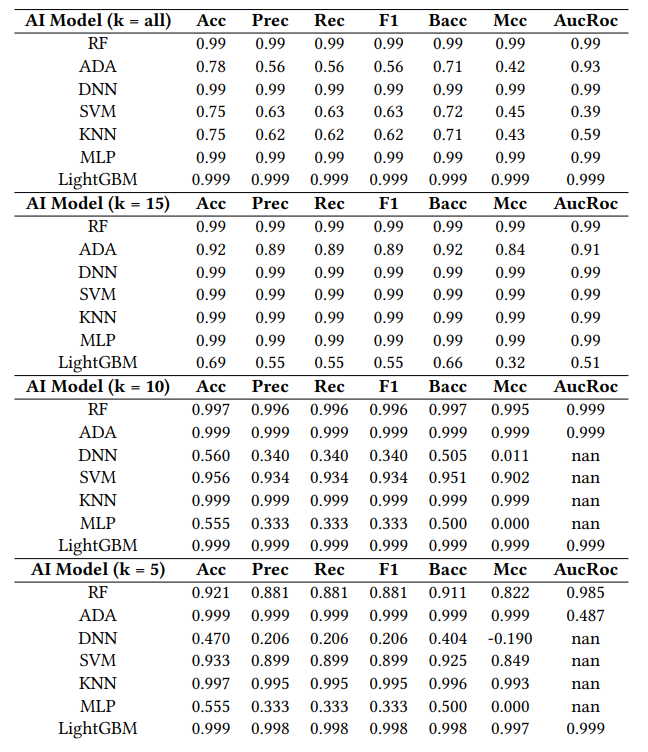 AI Model (k = all) Acc Prec Rec F1 Bacc Mcc AucRoc
RF 0.99 0.99 0.99 0.99 0.99 0.99 0.99
ADA 0.78 0.56 0.56 0.56 0.71 0.42 0.93
DNN 0.99 0.99 0.99 0.99 0.99 0.99 0.99
SVM 0.75 0.63 0.63 0.63 0.72 0.45 0.39
KNN 0.75 0.62 0.62 0.62 0.71 0.43 0.59
MLP 0.99 0.99 0.99 0.99 0.99 0.99 0.99
LightGBM 0.999 0.999 0.999 0.999 0.999 0.999 0.999
AI Model (k = 15) Acc Prec Rec F1 Bacc Mcc AucRoc
RF 0.99 0.99 0.99 0.99 0.99 0.99 0.99
ADA 0.92 0.89 0.89 0.89 0.92 0.84 0.91
DNN 0.99 0.99 0.99 0.99 0.99 0.99 0.99
SVM 0.99 0.99 0.99 0.99 0.99 0.99 0.99
KNN 0.99 0.99 0.99 0.99 0.99 0.99 0.99
MLP 0.99 0.99 0.99 0.99 0.99 0.99 0.99
LightGBM 0.69 0.55 0.55 0.55 0.66 0.32 0.51
AI Model (k = 10) Acc Prec Rec F1 Bacc Mcc AucRoc
RF 0.997 0.996 0.996 0.996 0.997 0.995 0.999
ADA 0.999 0.999 0.999 0.999 0.999 0.999 0.999
DNN 0.560 0.340 0.340 0.340 0.505 0.011 nan
SVM 0.956 0.934 0.934 0.934 0.951 0.902 nan
KNN 0.999 0.999 0.999 0.999 0.999 0.999 nan
MLP 0.555 0.333 0.333 0.333 0.500 0.000 nan
LightGBM 0.999 0.999 0.999 0.999 0.999 0.999 0.999
AI Model (k = 5) Acc Prec Rec F1 Bacc Mcc AucRoc
RF 0.921 0.881 0.881 0.881 0.911 0.822 0.985
ADA 0.999 0.999 0.999 0.999 0.999 0.999 0.487
DNN 0.470 0.206 0.206 0.206 0.404 -0.190 nan
SVM 0.933 0.899 0.899 0.899 0.925 0.849 nan
KNN 0.997 0.995 0.995 0.995 0.996 0.993 nan
MLP 0.555 0.333 0.333 0.333 0.500 0.000 nan
LightGBM 0.999 0.998 0.998 0.998 0.998 0.997 0.999